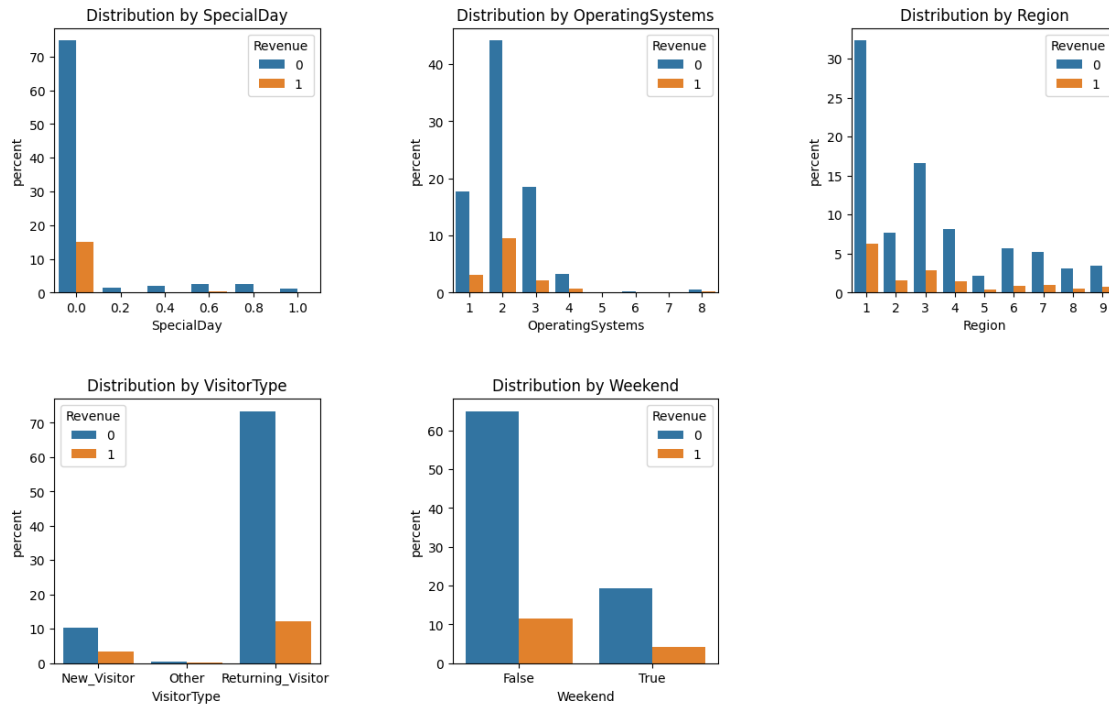 Distribution by SpecialDay
Revenue
0
1
percent
70
60
50
40
30
20
10
0
0.0 0.2 0.4 0.6 0.8 1.0
SpecialDay
Distribution by OperatingSystems
Revenue
0
1
percent
40
30
20
10
0
1 2 3 4 5 6 7 8
OperatingSystems
Distribution by Region
Revenue
0
1
percent
30
25
20
15
10
5
0
1 2 3 4 5 6 7 8 9
Region
Distribution by VisitorType
Revenue
0
1
percent
70
60
50
40
30
20
10
0
New_Visitor Other Returning_Visitor
VisitorType
Distribution by Weekend
Revenue
0
1
percent
60
50
40
30
20
10
0
False True
Weekend